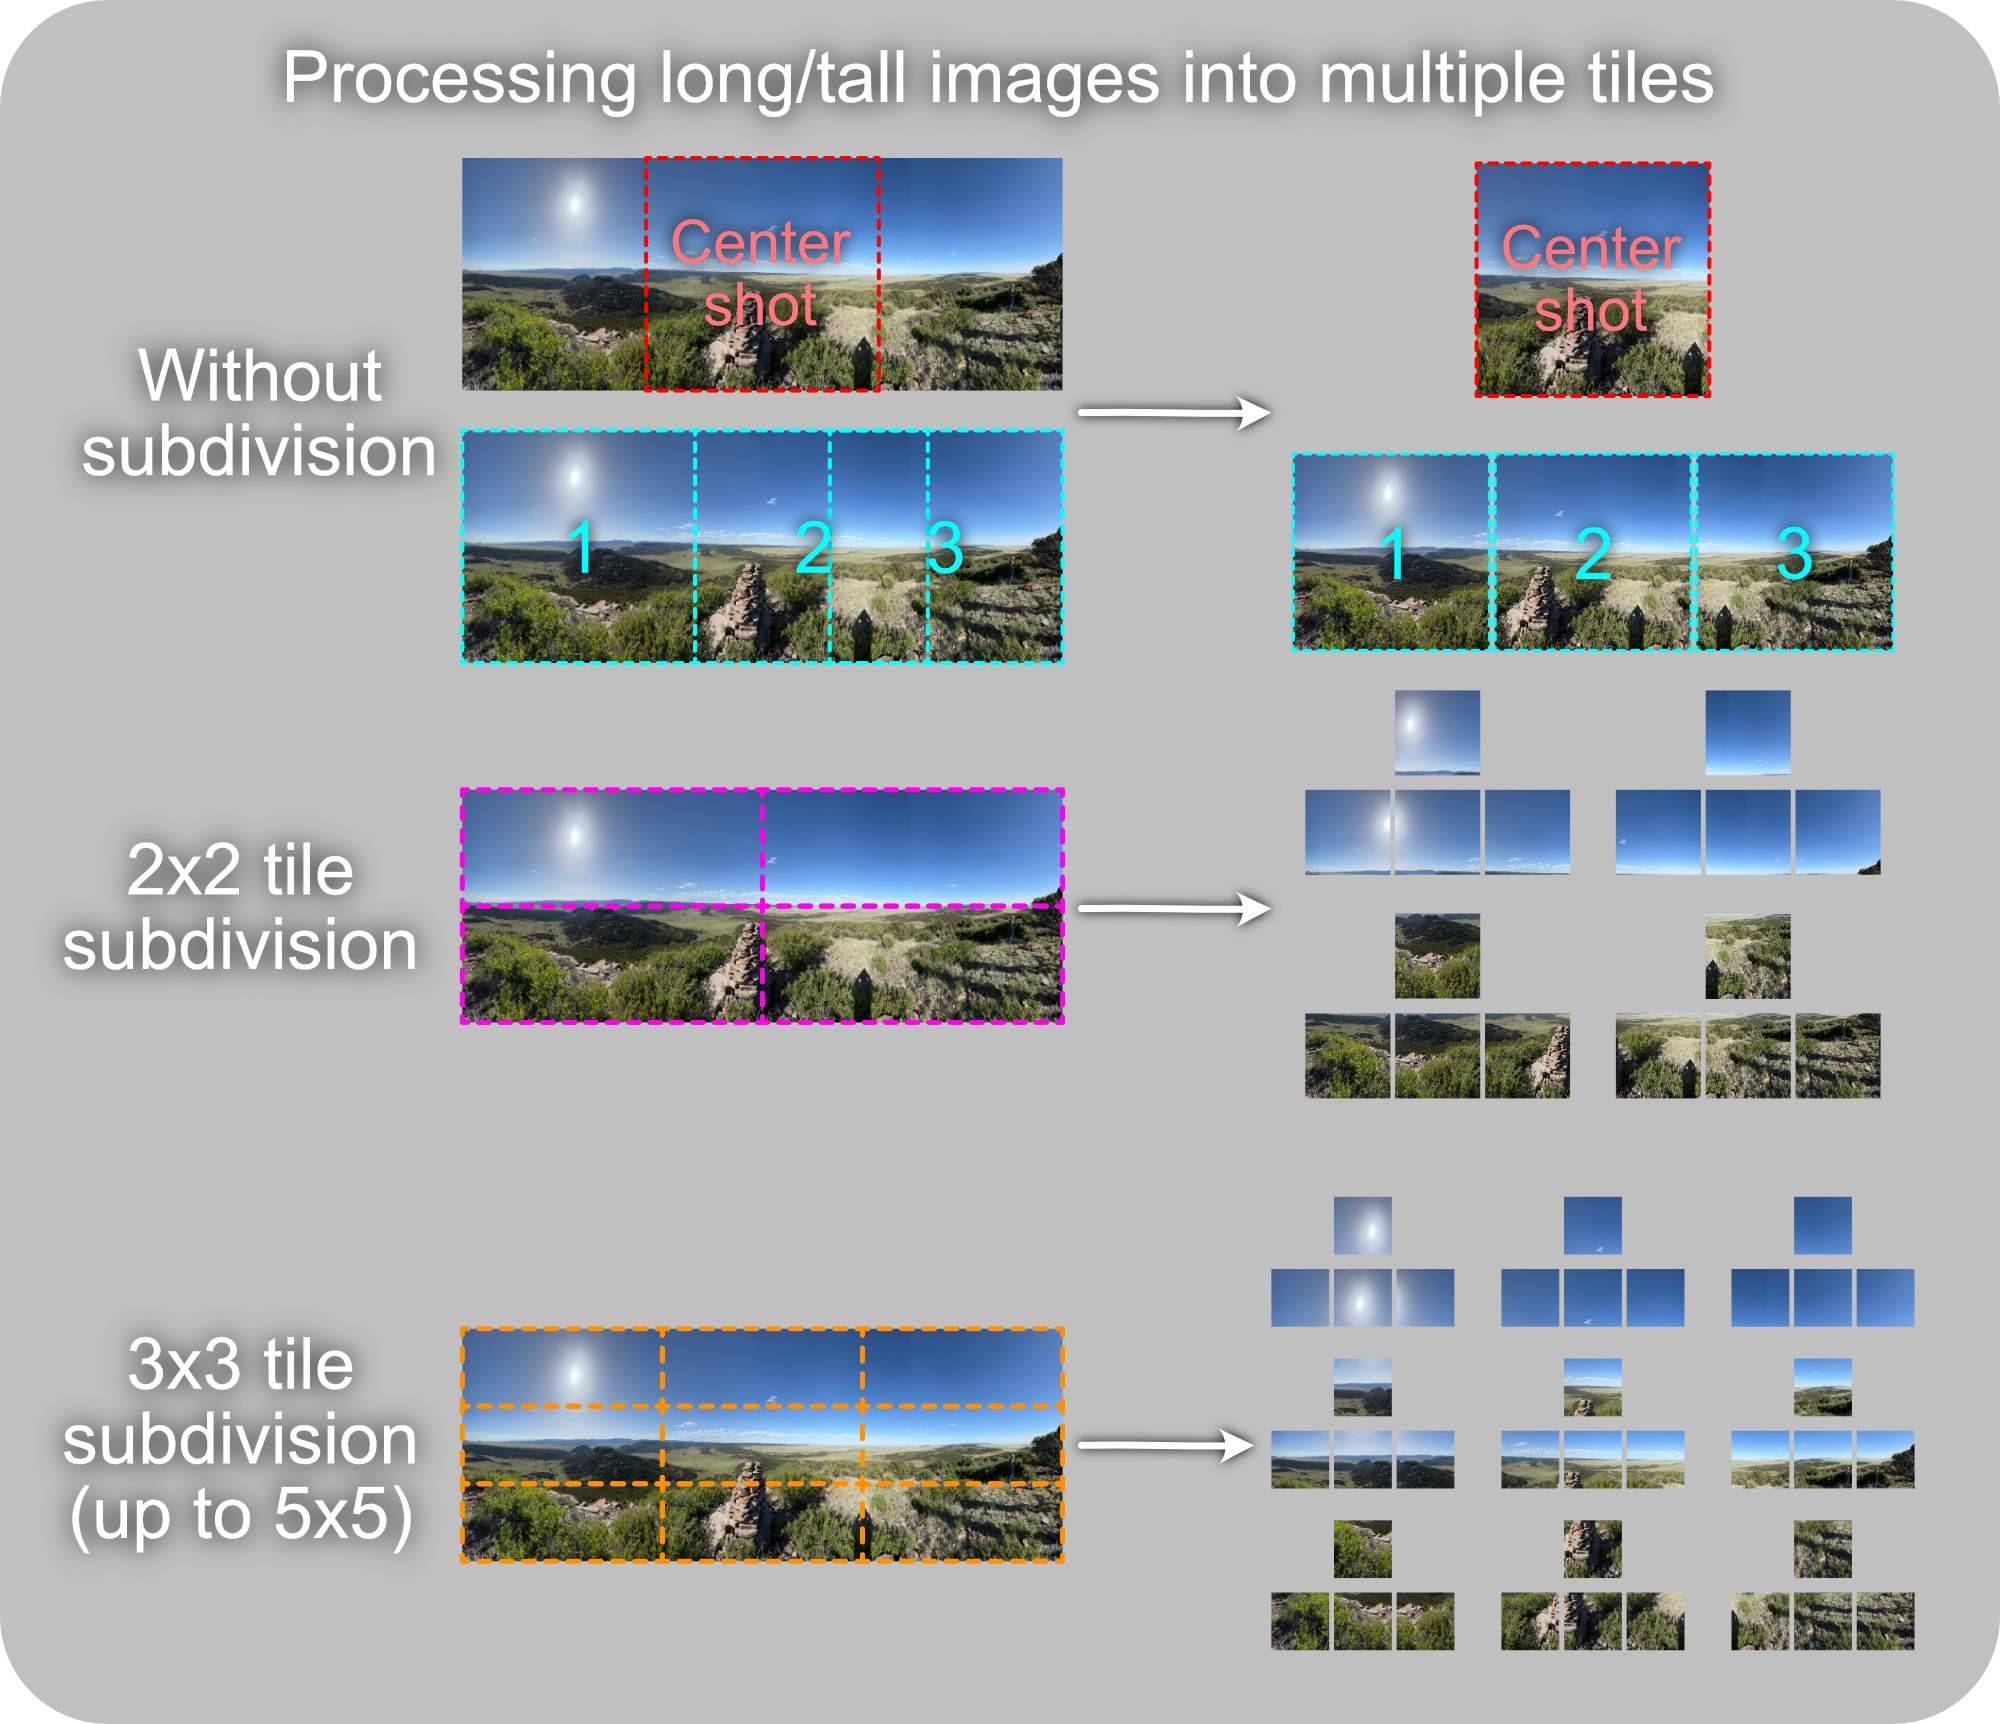 Processing long/tall images into multiple tiles
Without
subdivision
Center
shot
Center
shot
1 2 3
1 2 3
2x2 tile
subdivision
3x3 tile
subdivision
(up to 5x5)